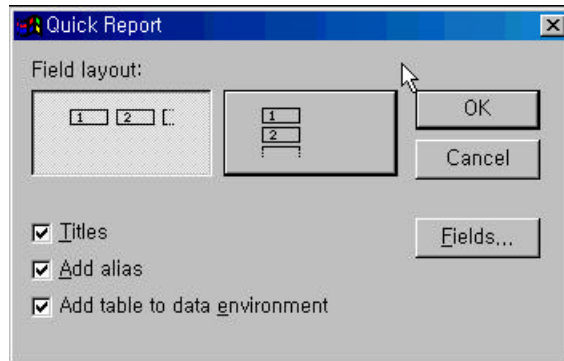 Quick Report
Field layout:
1 2
1
2
OK
Cancel
Titles
Fields...
Add alias
Add table to data environment